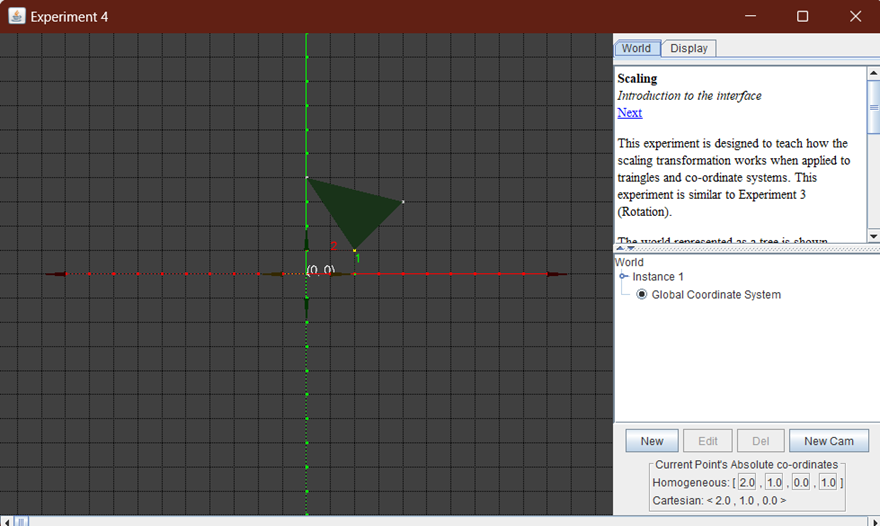 Experiment 4
World
Display
Scaling
Introduction to the interface
Next
This experiment is designed to teach how the
scaling transformation works when applied to
traingles and co-ordinate systems. This
experiment is similar to Experiment 3
(Rotation).
The world represented as a tree is shown
2
1
(0, 0)
World
Instance 1
Global Coordinate System
New
Edit
Del
New Cam
Current Point's Absolute co-ordinates
Homogeneous: [ 2.0 , 1.0 , 0.0 , 1.0 ]
Cartesian: < 2.0 , 1.0 , 0.0 >